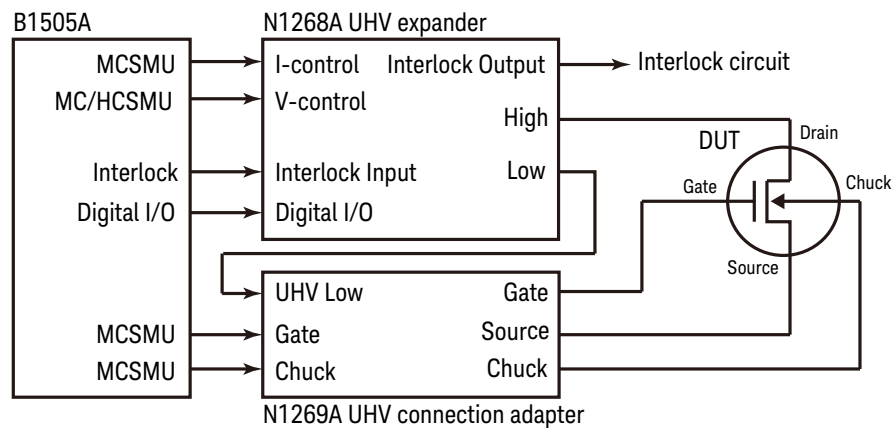 B1505A
N1268A UHV expander
MCSMU
I-control
Interlock Output
Interlock circuit
MC/HCSMU
V-control
High
Drain
DUT
Interlock
Interlock Input
Low
Gate
Chuck
Digital I/O
Digital I/O
Source
UHV Low
Gate
MCSMU
Gate
Source
MCSMU
Chuck
Chuck
N1269A UHV connection adapter